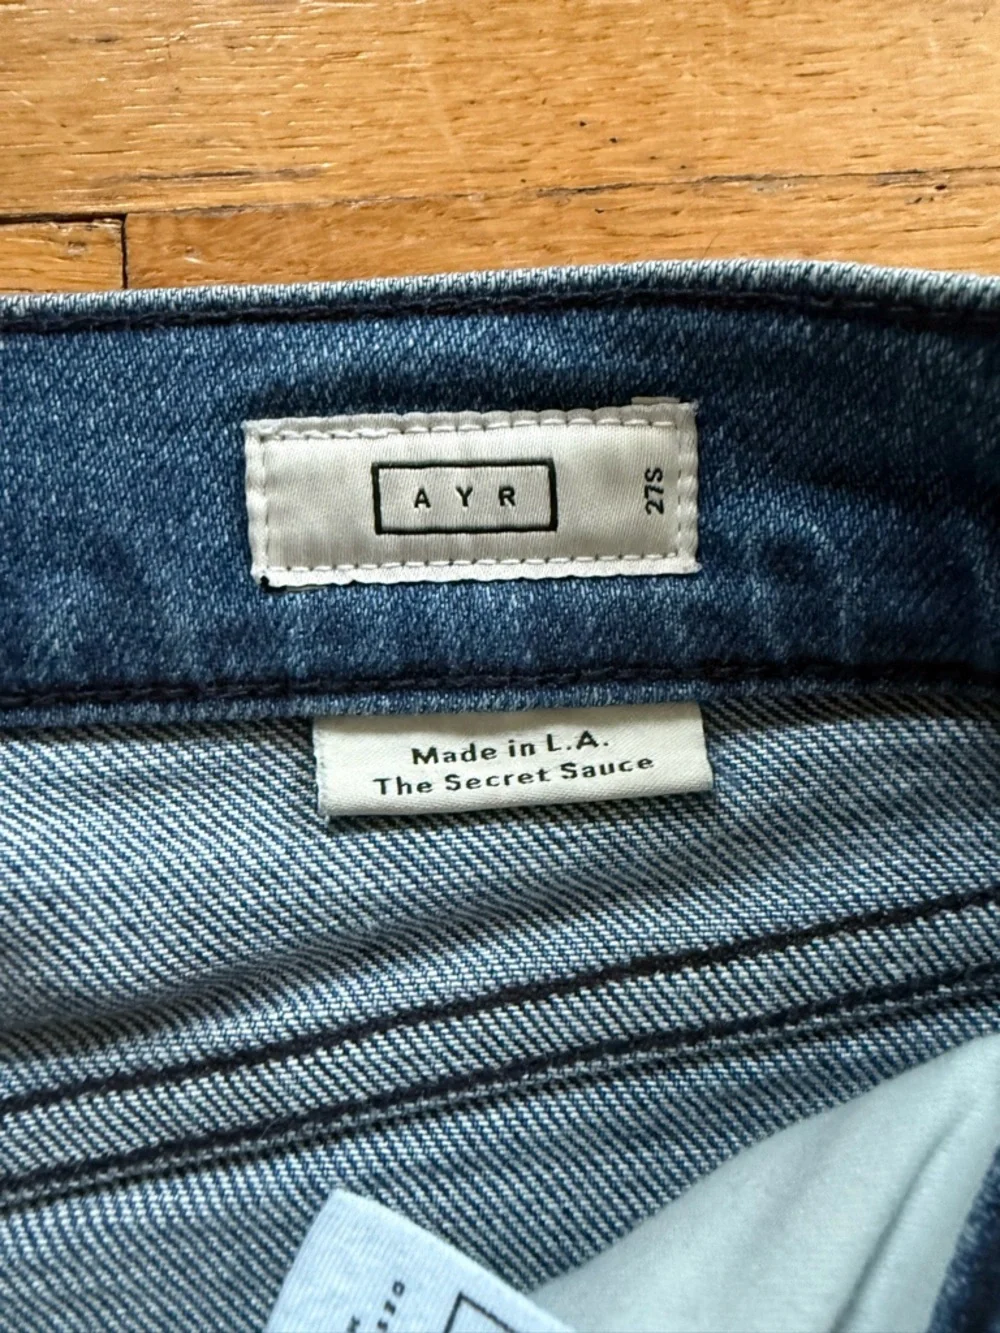 AYR
27S
Made in L.A.
The Secret Sauce